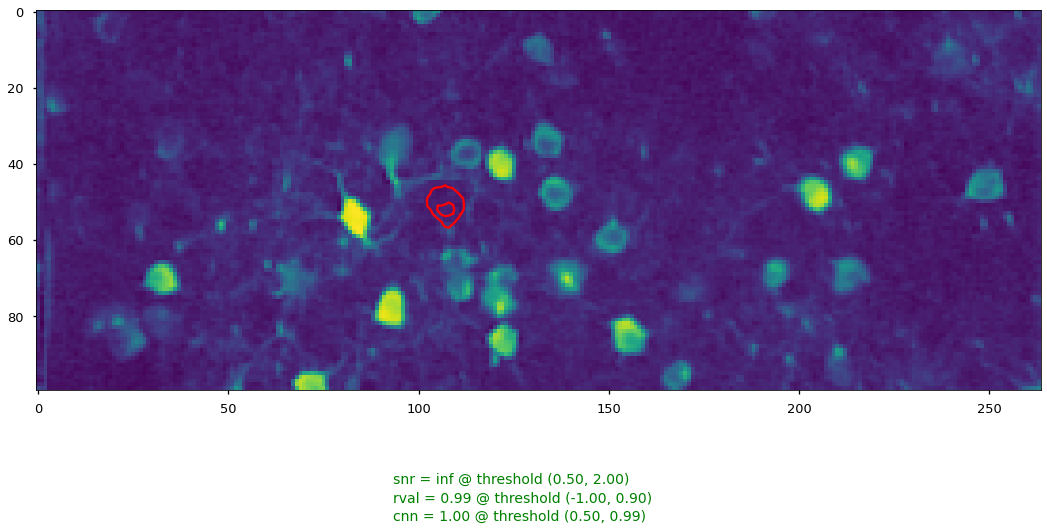 0
20
40
60
80
0 50 100 150 200 250
snr = inf @ threshold (0.50, 2.00)
rval = 0.99 @ threshold (-1.00, 0.90)
cnn = 1.00 @ threshold (0.50, 0.99)